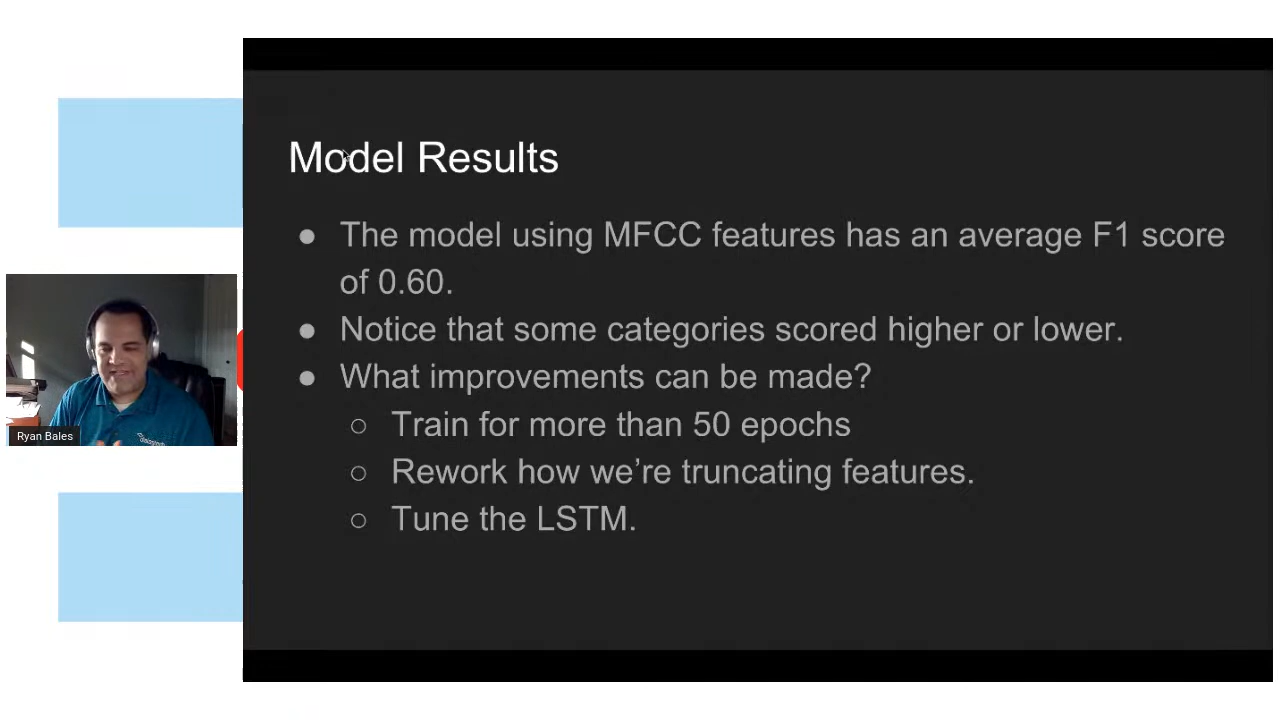 Model Results
● The model using MFCC features has an average F1 score
of 0.60.
● Notice that some categories scored higher or lower.
● What improvements can be made?
○ Train for more than 50 epochs
○ Rework how we’re truncating features.
○ Tune the LSTM.
Ryan Bales